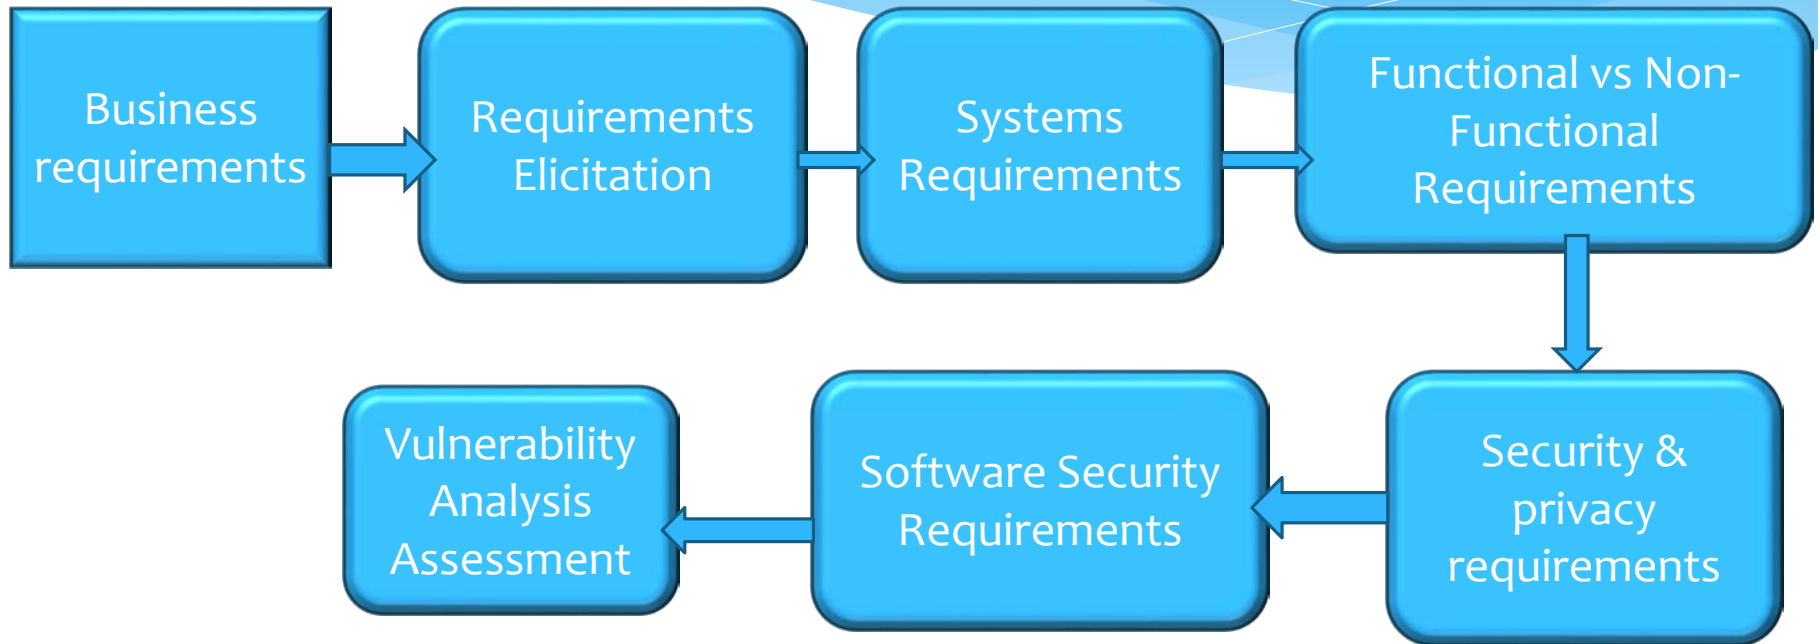 Business
requirements
Requirements
Elicitation
Systems
Requirements
Functional vs Non-
Functional
Requirements
Security &
privacy
requirements
Software Security
Requirements
Vulnerability
Analysis
Assessment